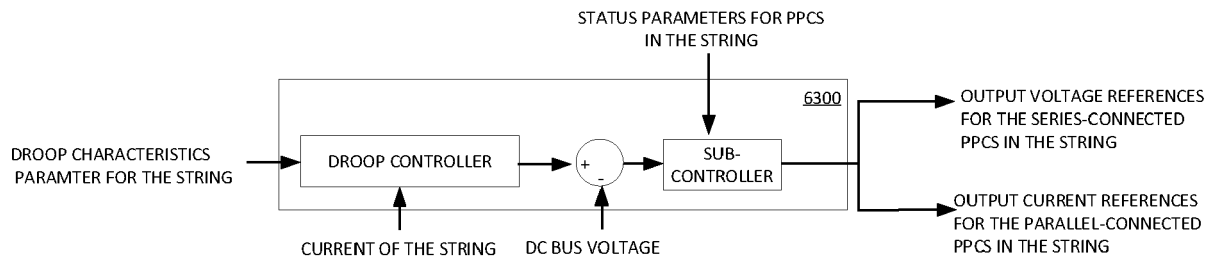 STATUS PARAMETERS FOR PPCS
IN THE STRING
6300
OUTPUT VOLTAGE REFERENCES
FOR THE SERIES-CONNECTED
PPCS IN THE STRING
DROOP CHARACTERISTICS
PARAMTER FOR THE STRING
DROOP CONTROLLER
+
-
SUB-
CONTROLLER
OUTPUT CURRENT REFERENCES
FOR THE PARALLEL-CONNECTED
PPCS IN THE STRING
CURRENT OF THE STRING
DC BUS VOLTAGE